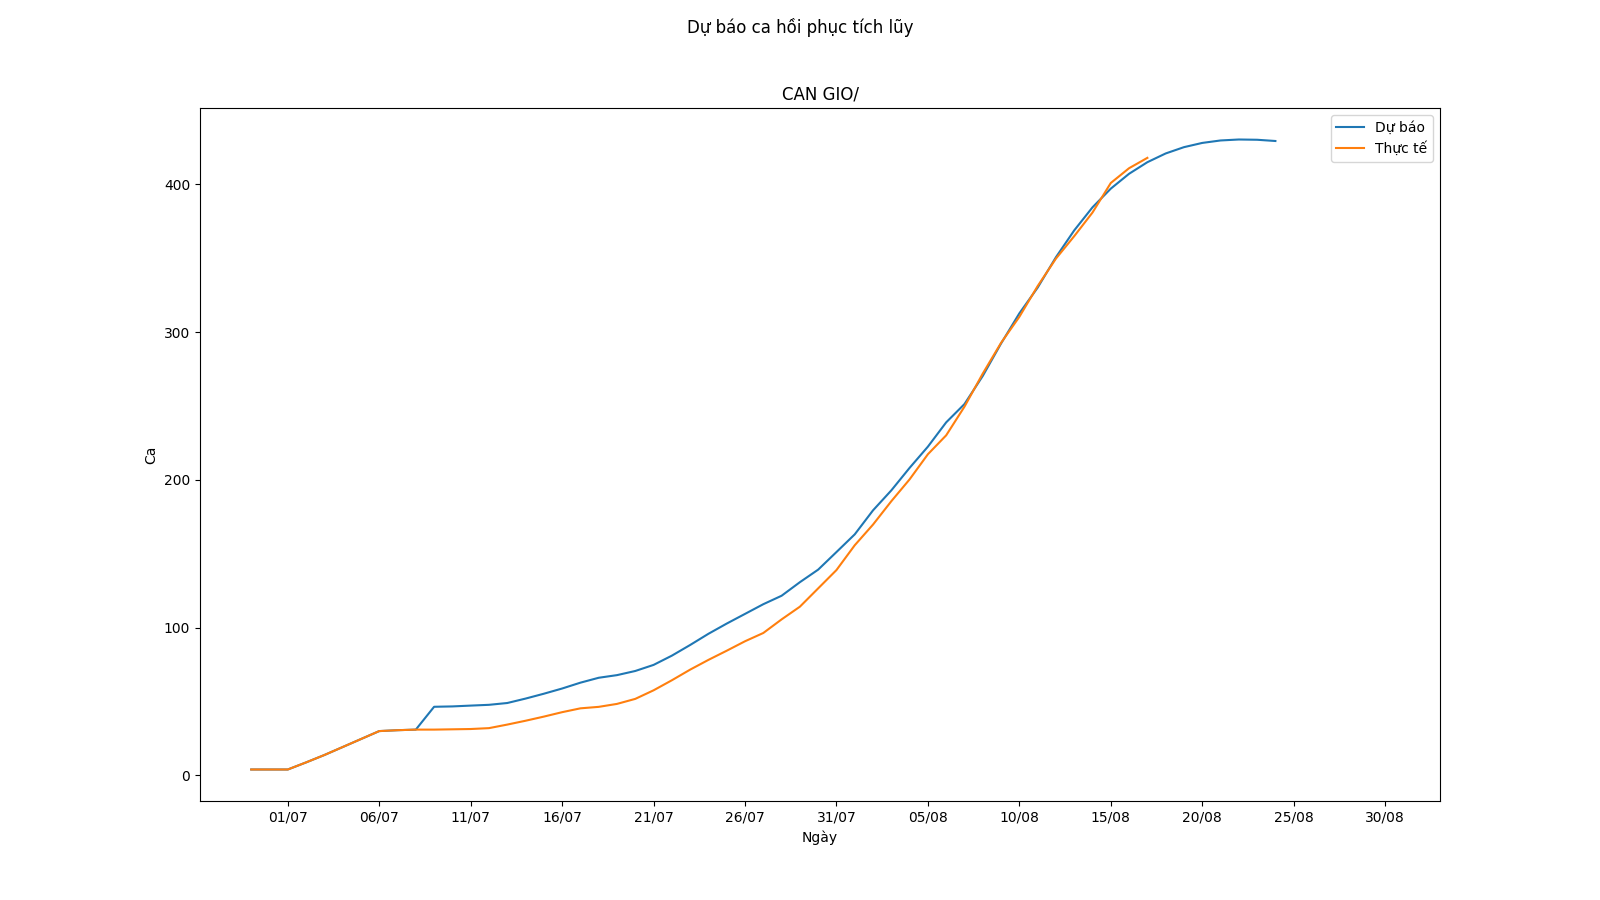 Dự báo ca hồi phục tích lũy
CAN GIO/
Dự báo
Thực tế
400
300
200
100
0
Ca
01/07 06/07 11/07 16/07 21/07 26/07 31/07 05/08 10/08 15/08 20/08 25/08 30/08
Ngày